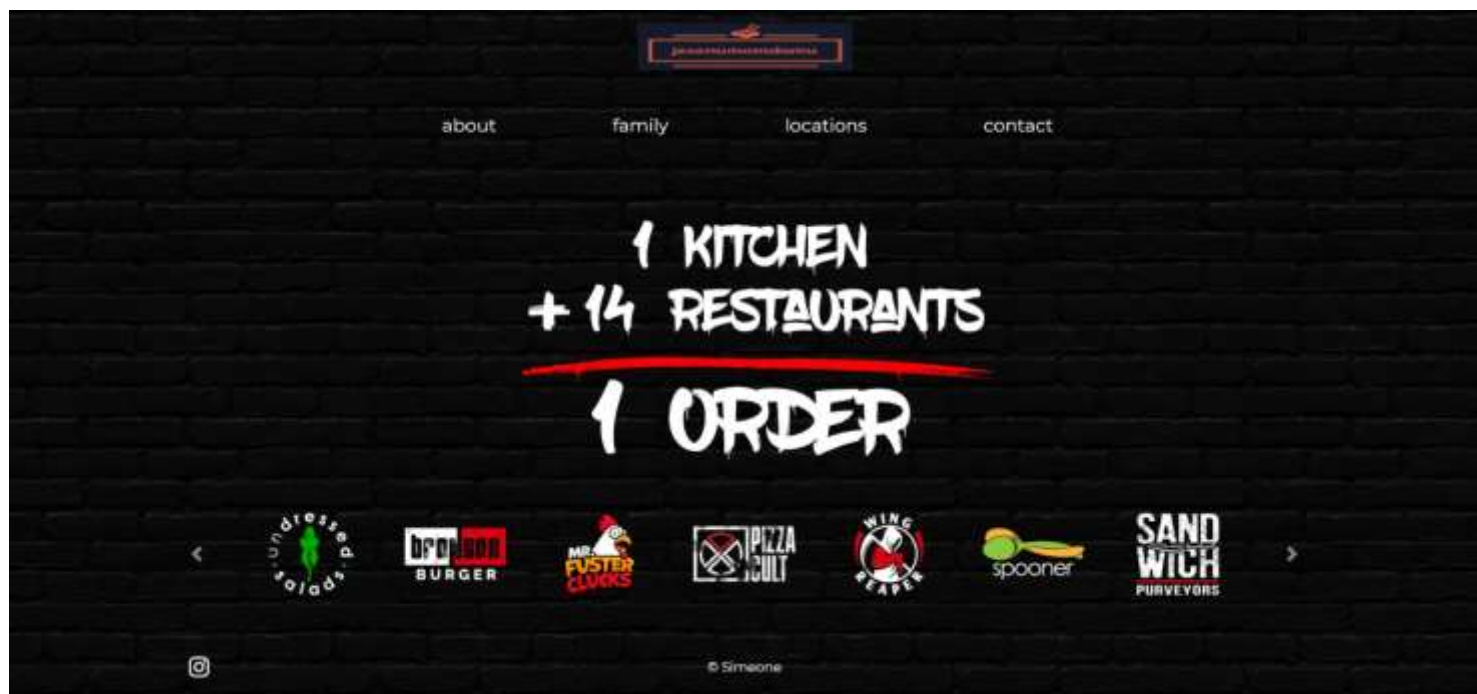 about family locations contact
1 KITCHEN
+ 14 RESTAURANTS
1 ORDER
undressed salads
bronson
BURGER
MR.
FUSTER
CLUCKS
PIZZA
CULT
WING
REAPER
spooner
SAND
WICH
PURVEYORS
© Simeone